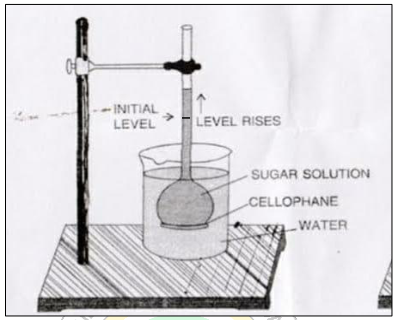 INITIAL
LEVEL
LEVEL RISES
SUGAR SOLUTION
CELLOPHANE
WATER